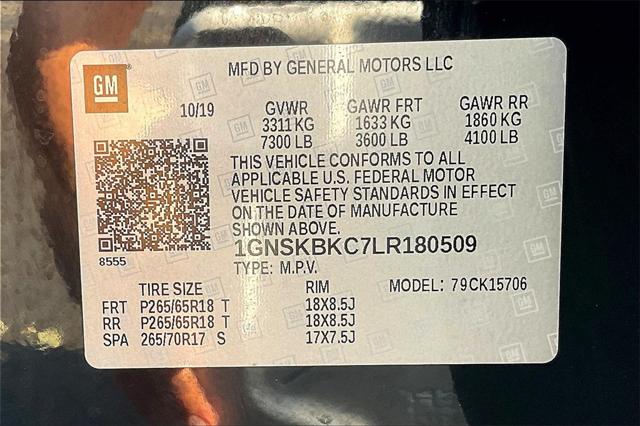 GM
MFD BY GENERAL MOTORS LLC
10/19 GVWR GAWR FRT GAWR RR
3311 KG 1633 KG 1860 KG
7300 LB 3600 LB 4100 LB
THIS VEHICLE CONFORMS TO ALL
APPLICABLE U.S. FEDERAL MOTOR
VEHICLE SAFETY STANDARDS IN EFFECT
ON THE DATE OF MANUFACTURE
SHOWN ABOVE.
1GNSKBKC7LR180509
8555
TYPE: M.P.V.
TIRE SIZE RIM MODEL: 79CK15706
FRT P265/65R18 T 18X8.5J
RR P265/65R18 T 18X8.5J
SPA 265/70R17 S 17X7.5J